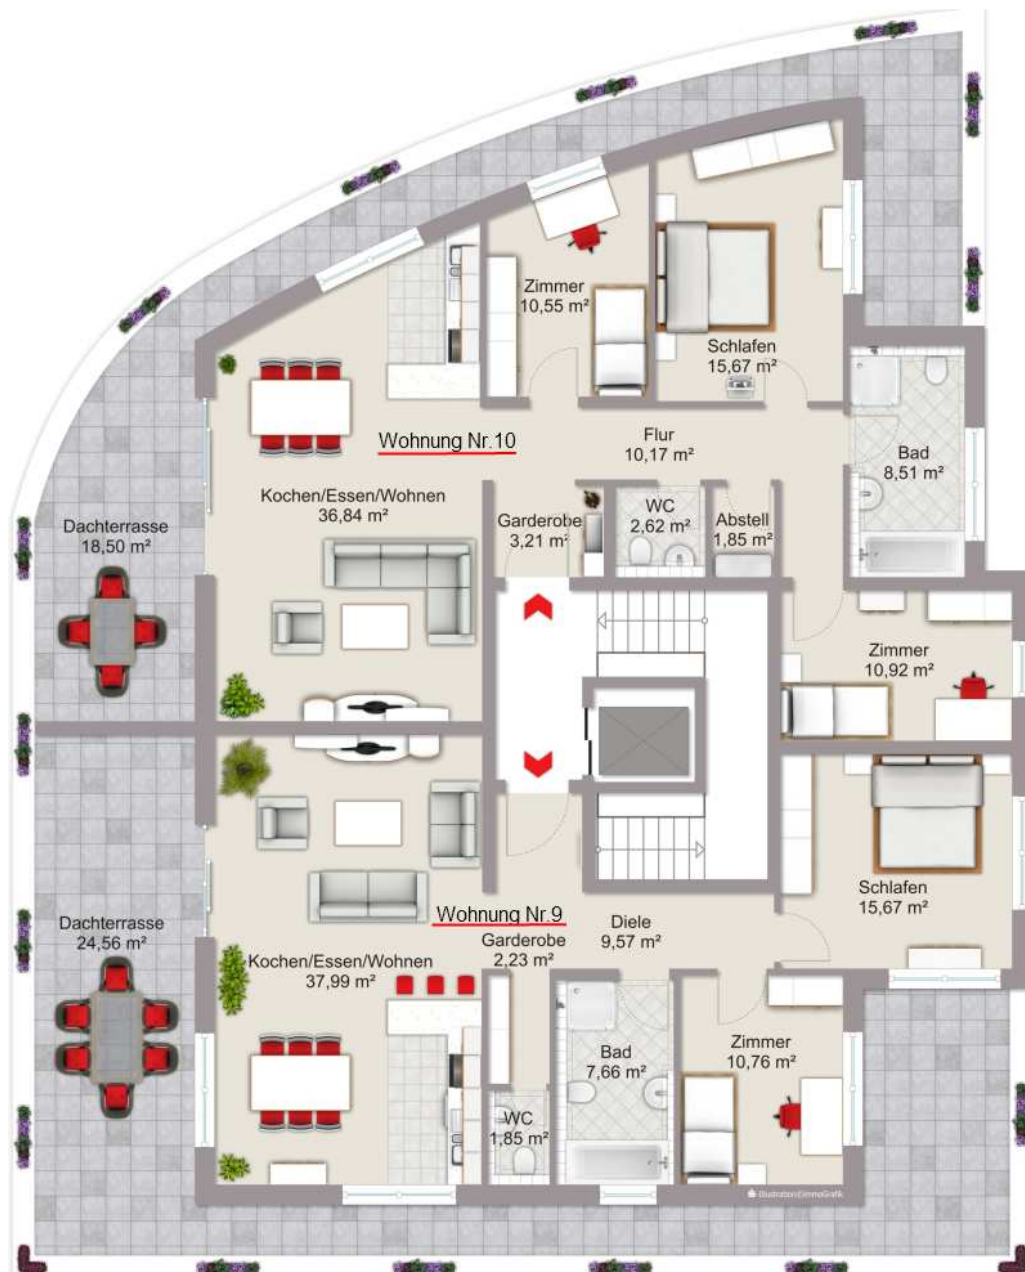 Zimmer
10,55 m²
Schlafen
15,67 m²
Wohnung Nr.10
Flur
10,17 m²
Bad
8,51 m²
Kochen/Essen/Wohnen
36,84 m²
Dachterrasse
18,50 m²
Garderobe
3,21 m²
WC
2,62 m²
Abstell
1,85 m²
Zimmer
10,92 m²
Schlafen
15,67 m²
Wohnung Nr.9
Diele
9,57 m²
Dachterrasse
24,56 m²
Garderobe
2,23 m²
Kochen/Essen/Wohnen
37,99 m²
Bad
7,66 m²
Zimmer
10,76 m²
WC
1,85 m²